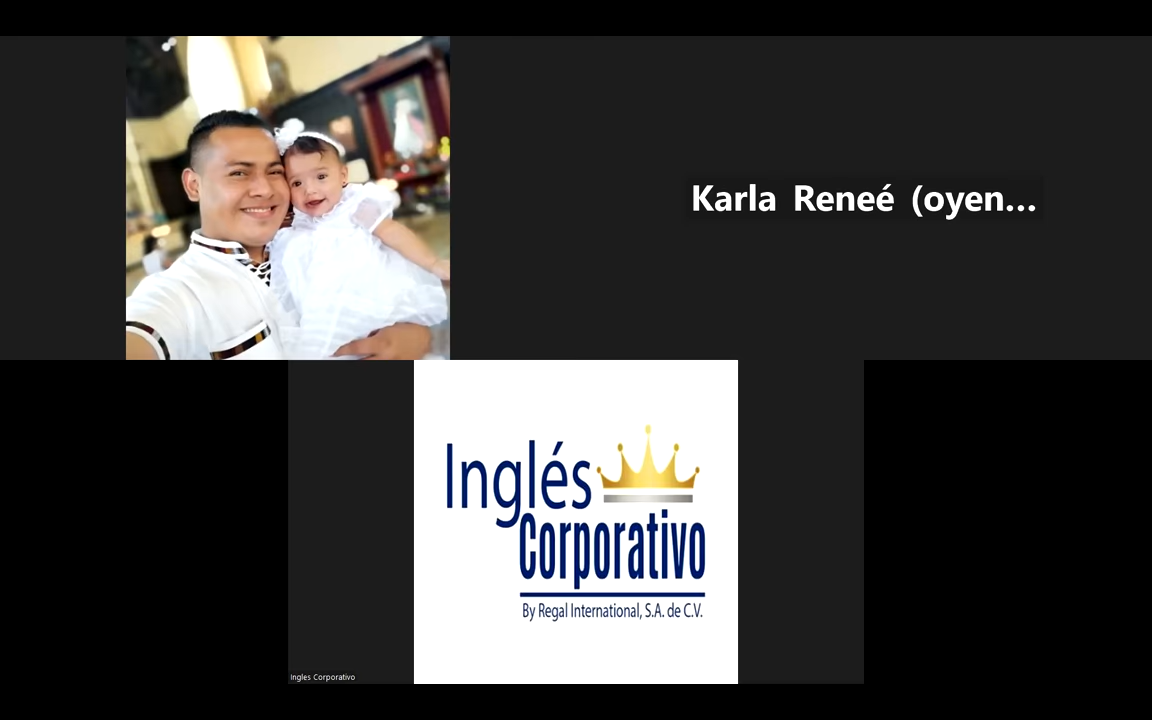 Karla Reneé (oyen...
Inglés
Corporativo
By Regal International, S.A. de C.V.
Ingles Corporativo